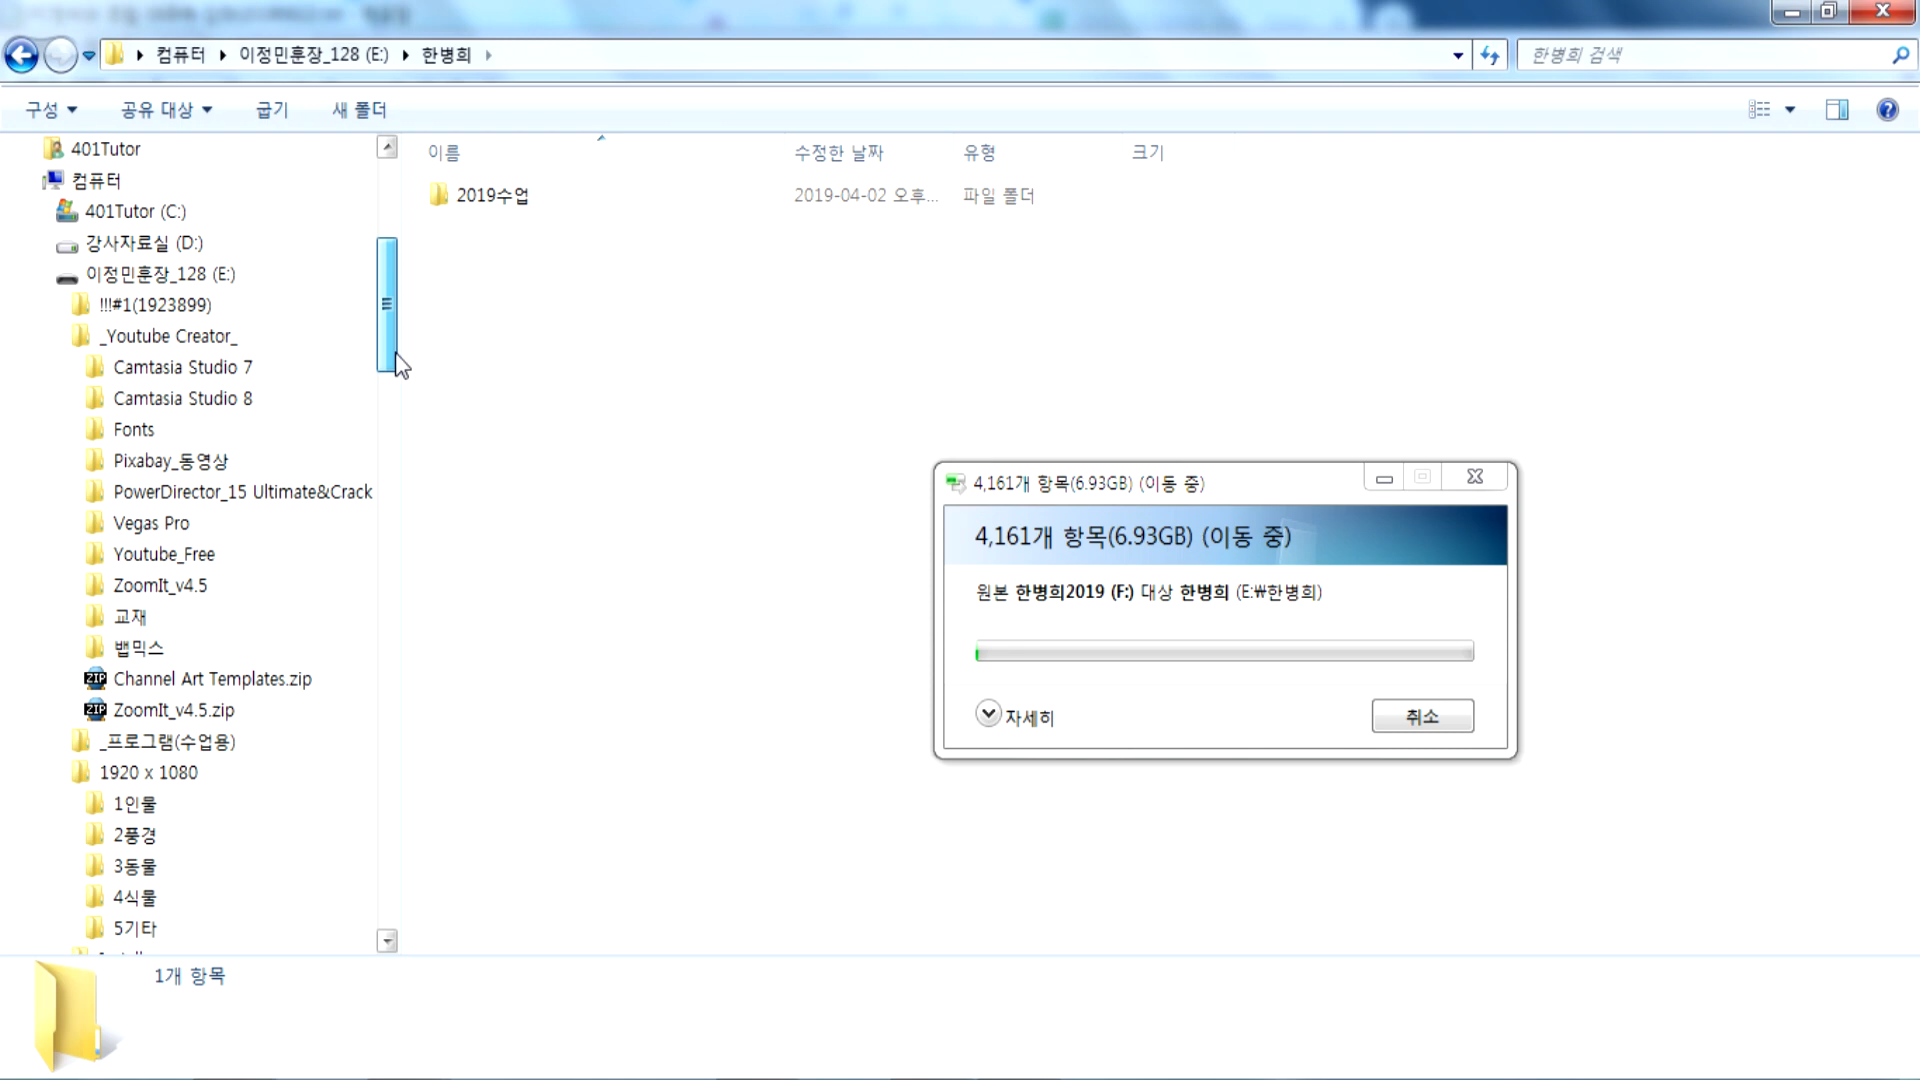 컴퓨터 이정민훈장_128 (E:) 한병희
한병희 검색
구성 공유 대상 굽기 새 폴더
401Tutor
컴퓨터
401Tutor (C:)
강사자료실 (D:)
이정민훈장_128 (E:)
!!!#1(1923899)
_Youtube Creator_
Camtasia Studio 7
Camtasia Studio 8
Fonts
Pixabay_동영상
PowerDirector_15 Ultimate&Crack
Vegas Pro
Youtube_Free
ZoomIt_v4.5
교재
뱁믹스
Channel Art Templates.zip
ZoomIt_v4.5.zip
_프로그램(수업용)
1920 x 1080
1인물
2풍경
3동물
4식물
5기타
이름 수정한 날짜 유형 크기
2019수업 2019-04-02 오후... 파일 폴더
4,161개 항목(6.93GB) (이동 중)
4,161개 항목(6.93GB) (이동 중)
원본 한병희2019 (F:) 대상 한병희 (E:₩한병희)
자세히
취소
1개 항목